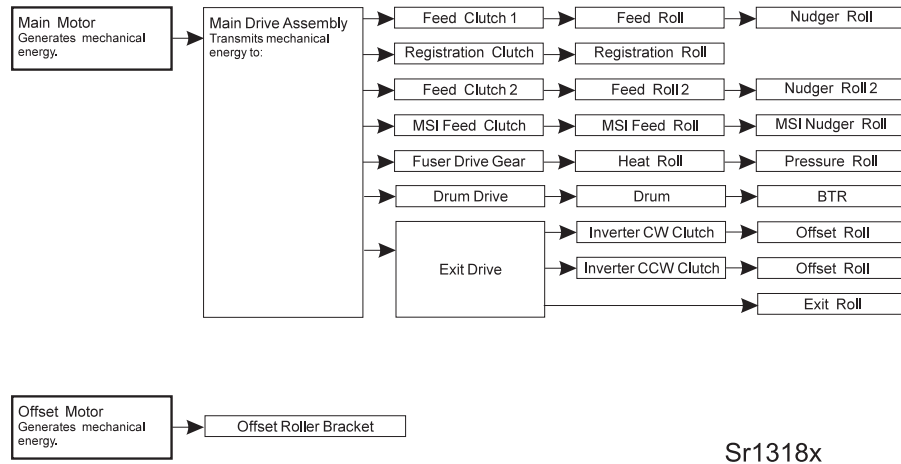 Main Motor
Generates mechanical
energy.
Main Drive Assembly
Transmits mechanical
energy to:
Feed Clutch 1
Feed Roll
Nudger Roll
Registration Clutch
Registration Roll
Feed Clutch 2
Feed Roll 2
Nudger Roll 2
MSI Feed Clutch
MSI Feed Roll
MSI Nudger Roll
Fuser Drive Gear
Heat Roll
Pressure Roll
Drum Drive
Drum
BTR
Exit Drive
Inverter CW Clutch
Offset Roll
Inverter CCW Clutch
Offset Roll
Exit Roll
Offset Motor
Generates mechanical
energy.
Offset Roller Bracket
Sr1318x